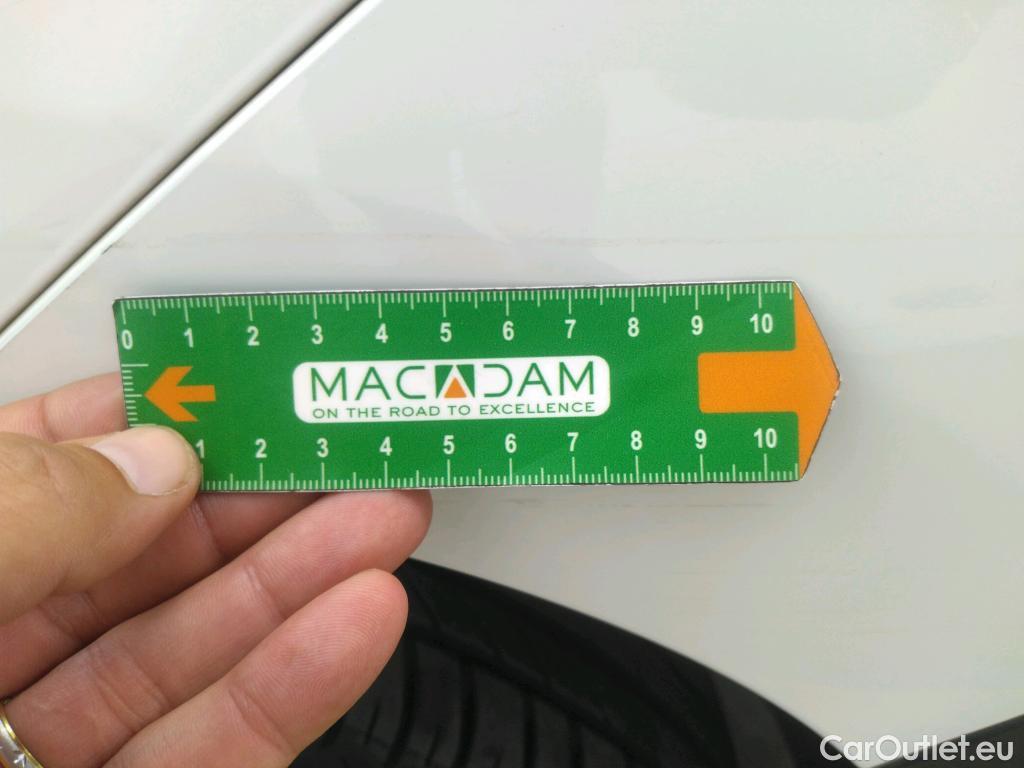 0 1 2 3 4 5 6 7 8 9 10
MACADAM
ON THE ROAD TO EXCELLENCE
1 2 3 4 5 6 7 8 9 10
CarOutlet.eu